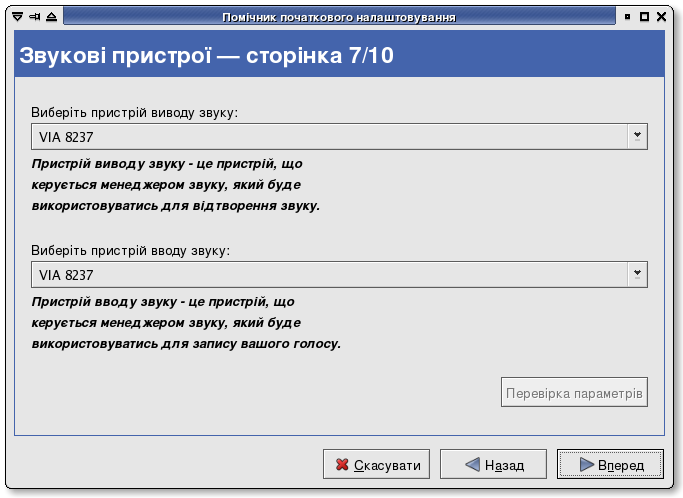 Помічник початкового налаштовування
Звукові пристрої — сторінка 7/10
Виберіть пристрій виводу звуку:
VIA 8237
Пристрій виводу звуку - це пристрій, що
керується менеджером звуку, який буде
використовуватись для відтворення звуку.
Виберіть пристрій вводу звуку:
VIA 8237
Пристрій вводу звуку - це пристрій, що
керується менеджером звуку, який буде
використовуватись для запису вашого голосу.
Перевірка параметрів
Скасувати
Назад
Вперед